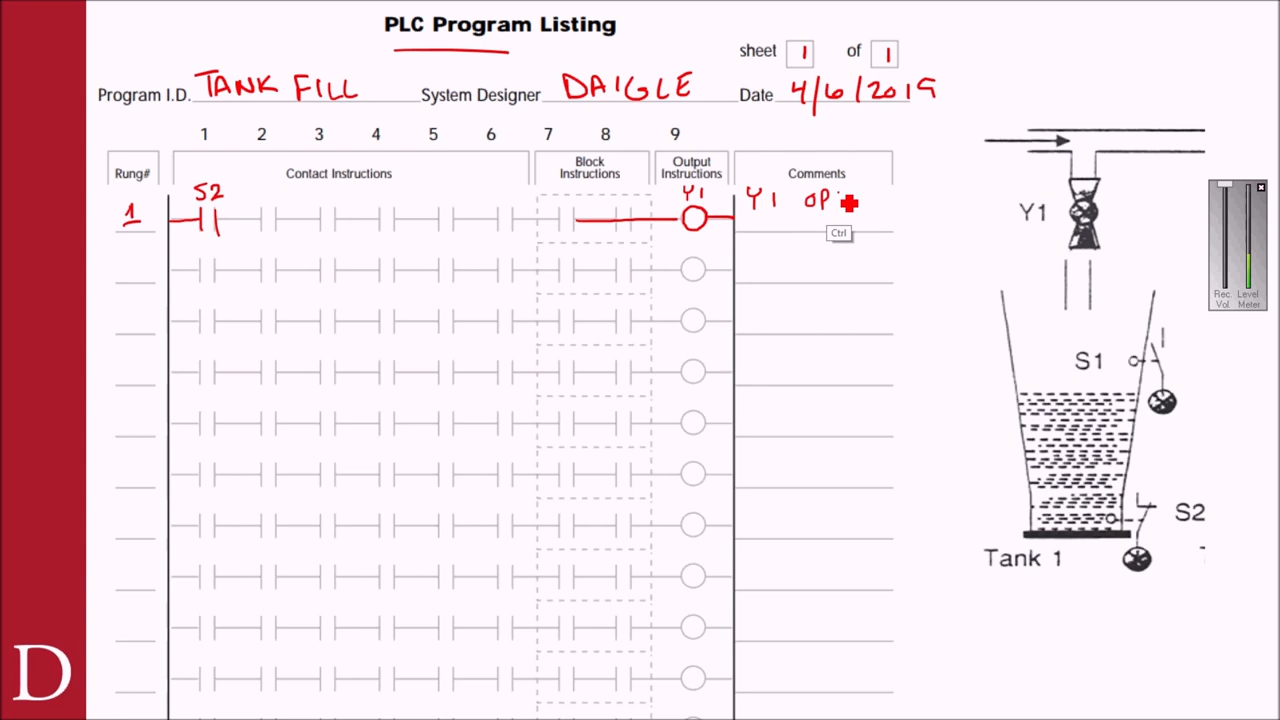 PLC Program Listing
sheet 1 of 1
Program I.D. TANK FILL System Designer DAIGLE Date 4/6/2019
1 2 3 4 5 6 7 8 9
Rung# Contact Instructions Block Instructions Output Instructions Comments
S2 Y1
1 Y1 OP
Ctrl
Y1
Rec. Vol. Level Meter
S1
S2
Tank 1
D